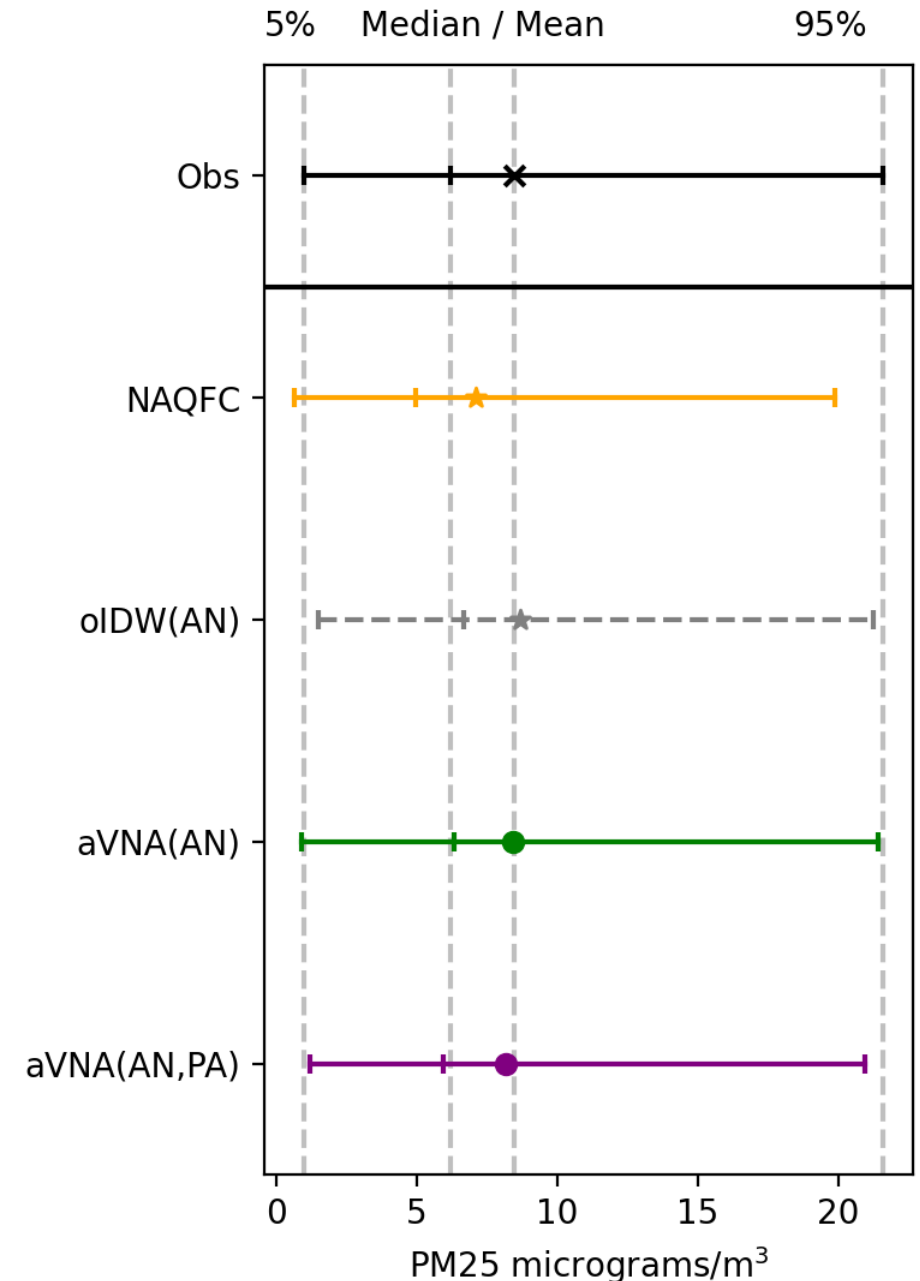 5% Median / Mean 95%
Obs
NAQFC
oIDW(AN)
aVNA(AN)
aVNA(AN,PA)
0 5 10 15 20
PM25 micrograms/m³